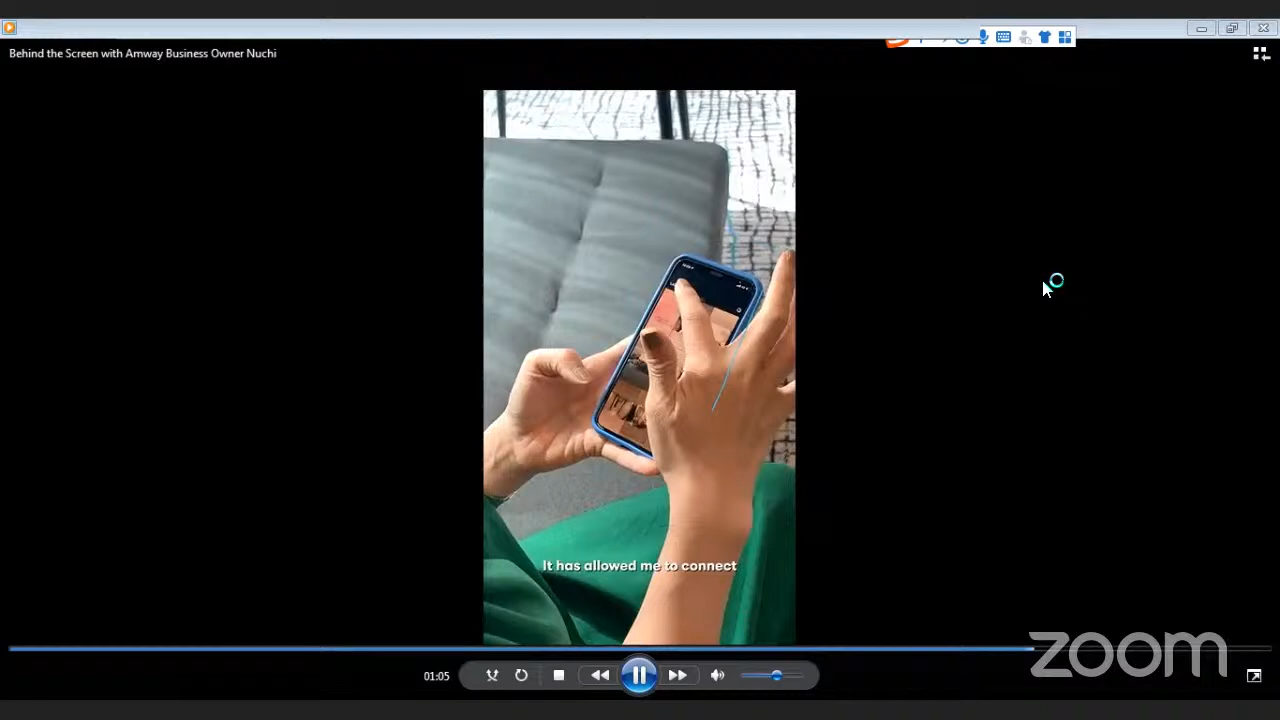 Behind the Screen with Amway Business Owner Nuchi
It has allowed me to connect
01:05
zoom